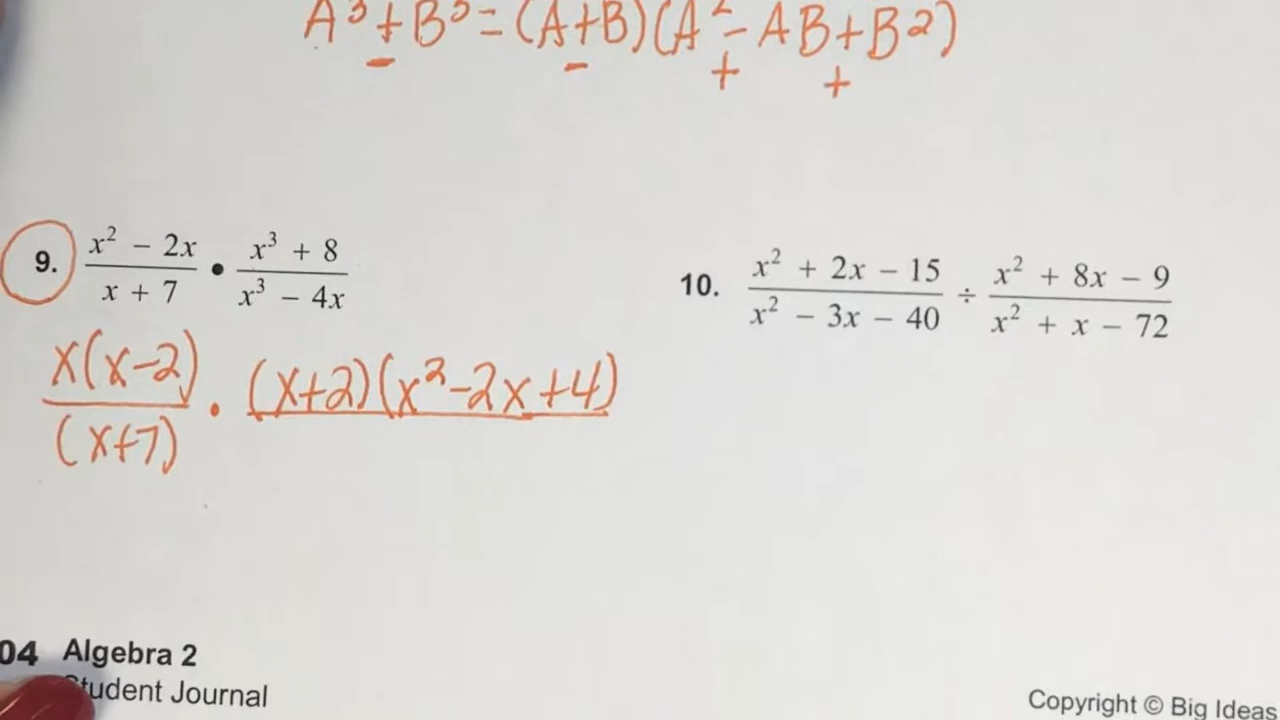 A³ + B³ = (A+B)(A² - AB + B²)
- - + +
9. x² - 2x / x + 7 • x³ + 8 / x³ - 4x
10. x² + 2x - 15 / x² - 3x - 40 ÷ x² + 8x - 9 / x² + x - 72
x(x-2) / (x+7) · (x+2)(x²-2x+4)
04 Algebra 2
Student Journal
Copyright © Big Ideas